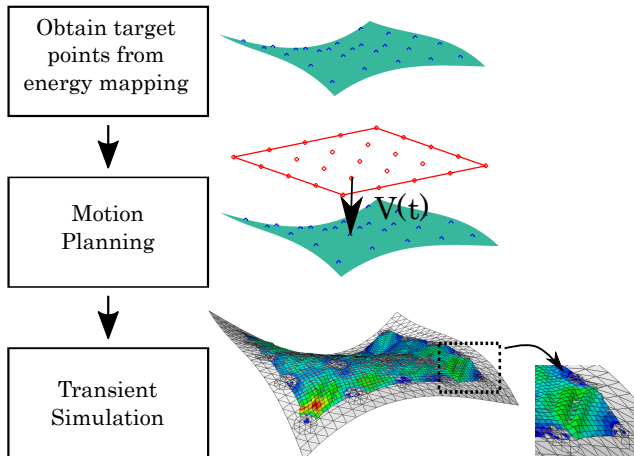 Obtain target
points from
energy mapping
Motion
Planning
V(t)
Transient
Simulation